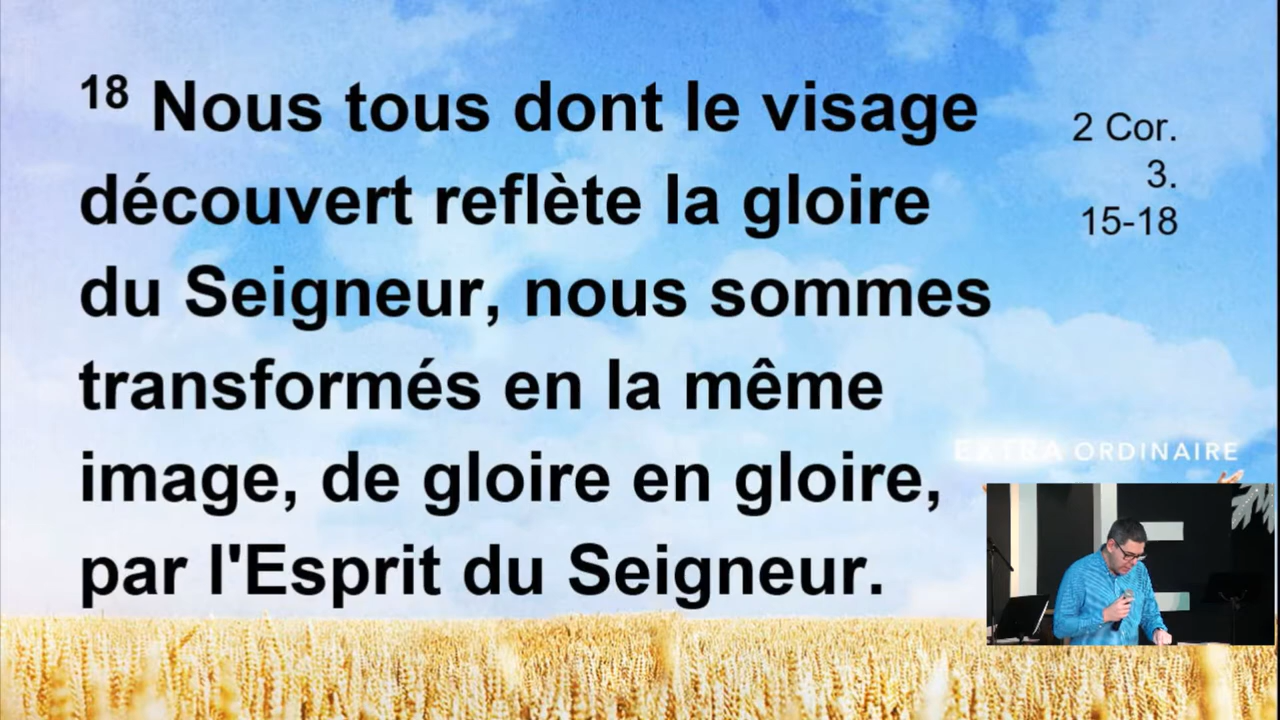 18 Nous tous dont le visage
découvert reflète la gloire
du Seigneur, nous sommes
transformés en la même
image, de gloire en gloire,
par l'Esprit du Seigneur.
2 Cor.
3.
15-18
EXTRA ORDINAIRE